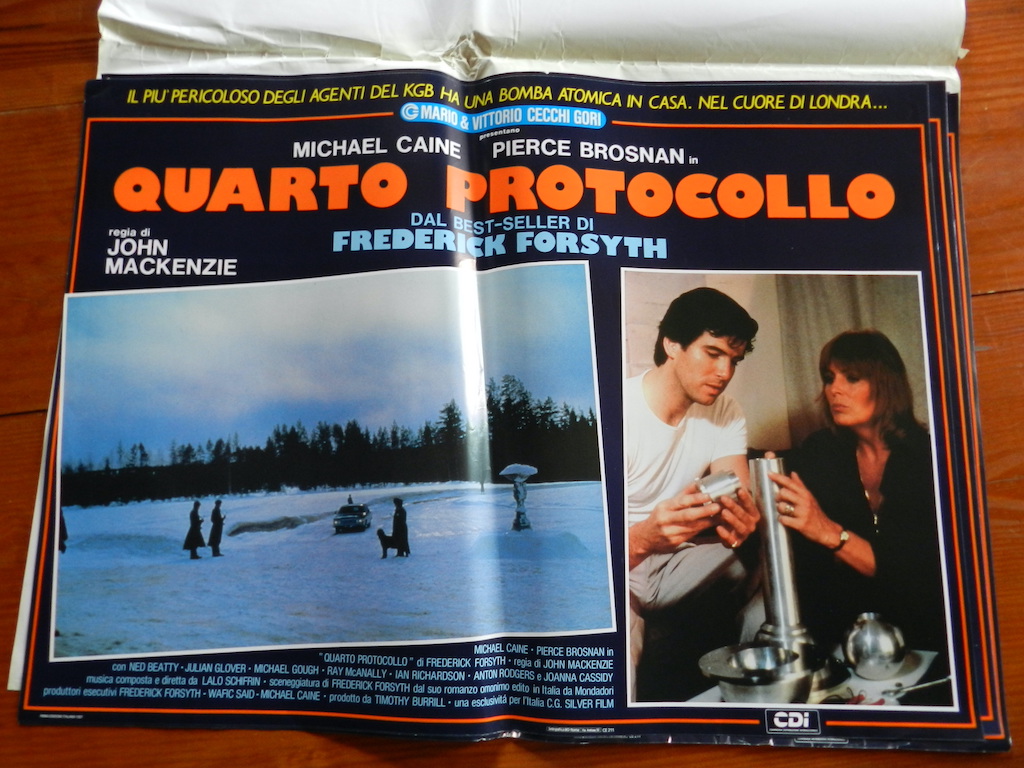 IL PIU' PERICOLOSO DEGLI AGENTI DEL KGB HA UNA BOMBA ATOMICA IN CASA. NEL CUORE DI LONDRA...
MARIO & VITTORIO CECCHI GORI
presentano
MICHAEL CAINE PIERCE BROSNAN in
QUARTO PROTOCOLLO
DAL BEST-SELLER DI
FREDERICK FORSYTH
regia di
JOHN
MACKENZIE
MICHAEL CAINE · PIERCE BROSNAN in
"QUARTO PROTOCOLLO" di FREDERICK FORSYTH · regia di JOHN MACKENZIE
con NED BEATTY · JULIAN GLOVER · MICHAEL GOUGH · RAY McANALLY · IAN RICHARDSON · ANTON RODGERS e JOANNA CASSIDY
musica composta e diretta da LALO SCHIFRIN · sceneggiatura di FREDERICK FORSYTH dal suo romanzo omonimo edito in Italia da Mondadori
produttori esecutivi FREDERICK FORSYTH · WAFIC SAID · MICHAEL CAINE · prodotto da TIMOTHY BURRILL · una esclusività per l'Italia C.G. SILVER FILM
CDi